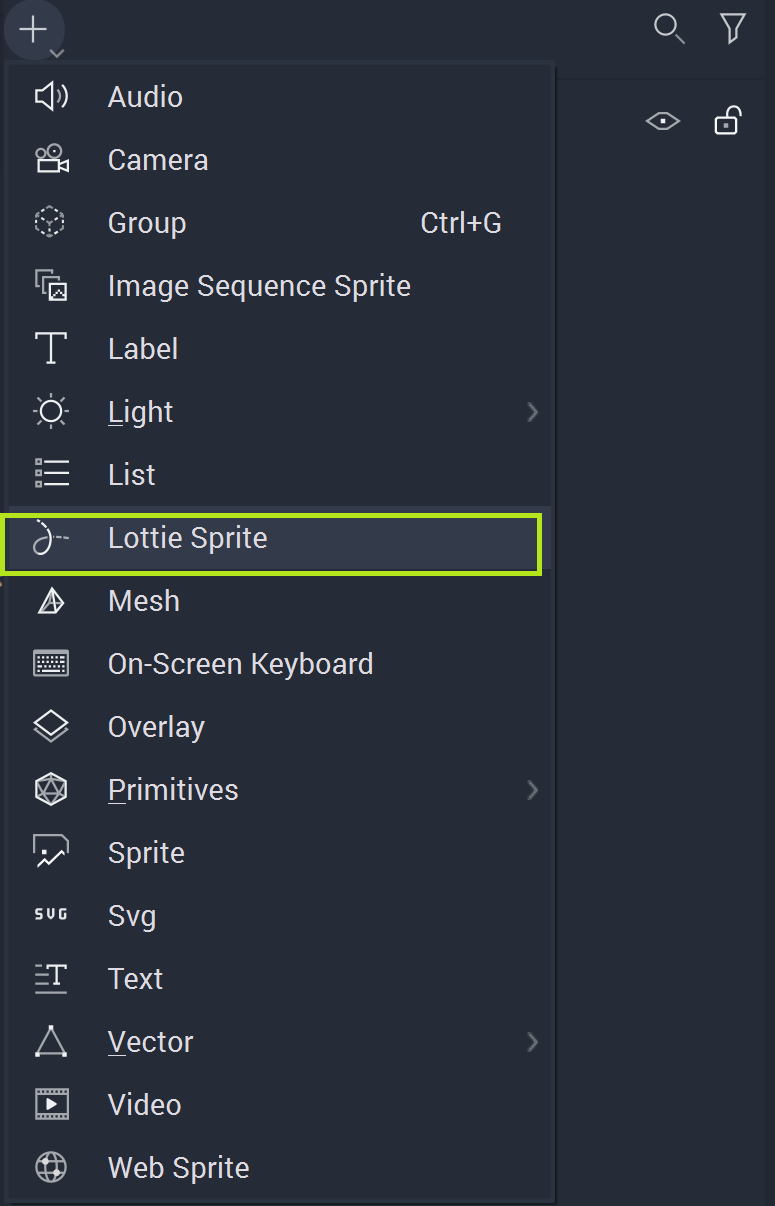 Audio
Camera
Group Ctrl+G
Image Sequence Sprite
Label
Light
List
Lottie Sprite
Mesh
On-Screen Keyboard
Overlay
Primitives
Sprite
SVG Svg
Text
Vector
Video
Web Sprite